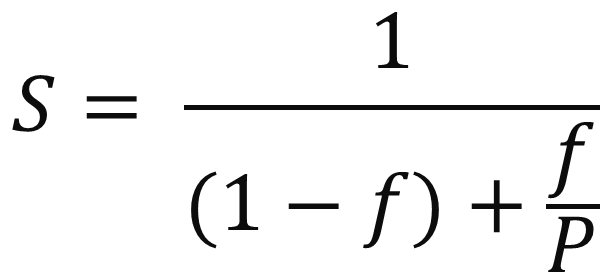 S = 1 / ((1 − f) + f / P)